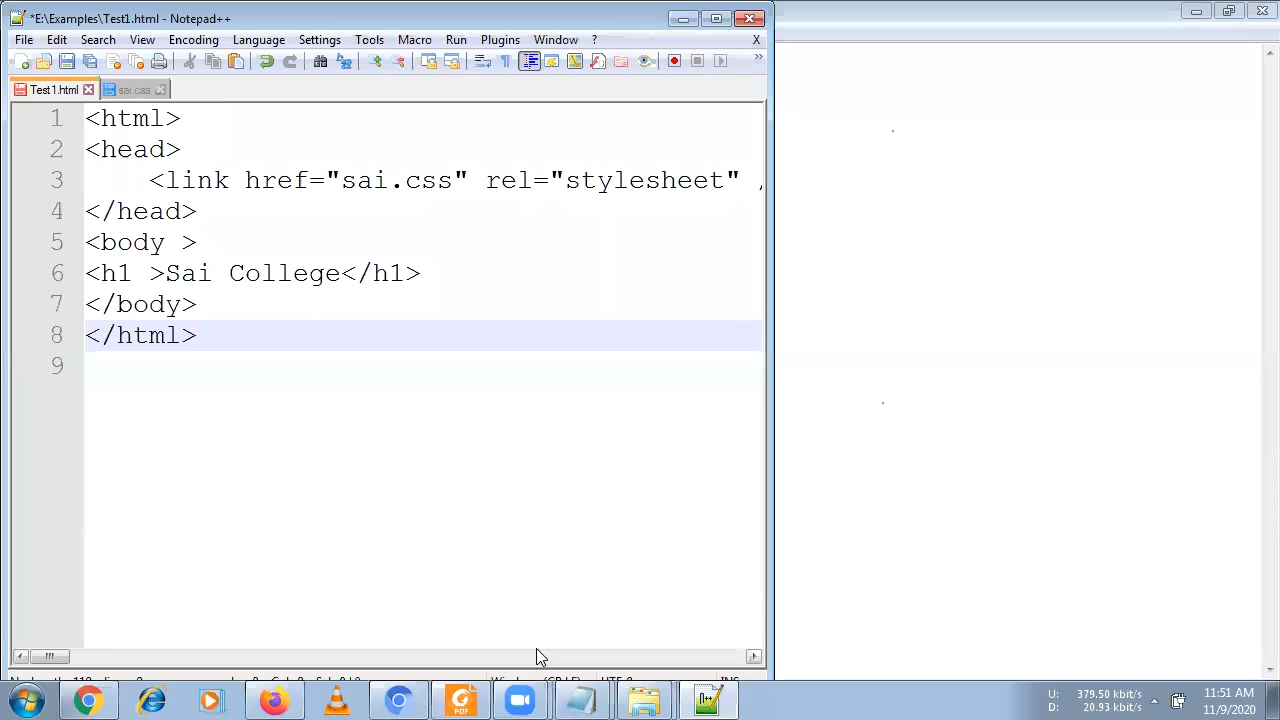 *E:\Examples\Test1.html - Notepad++
File Edit Search View Encoding Language Settings Tools Macro Run Plugins Window ? X
Test1.html sai.css
1 <html>
2 <head>
3 <link href="sai.css" rel="stylesheet" /
4 </head>
5 <body >
6 <h1 >Sai College</h1>
7 </body>
8 </html>
9
U: 379.50 kbit/s
D: 20.93 kbit/s
11:51 AM
11/9/2020
PDF